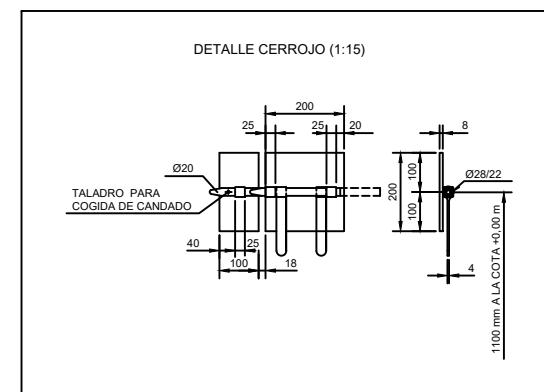 DETALLE CERROJO (1:15)
200
25
25
20
8
Ø20
TALADRO PARA
COGIDA DE CANDADO
100
200
100
Ø28/22
40
25
100
18
4
1100 mm A LA COTA +0,00 m